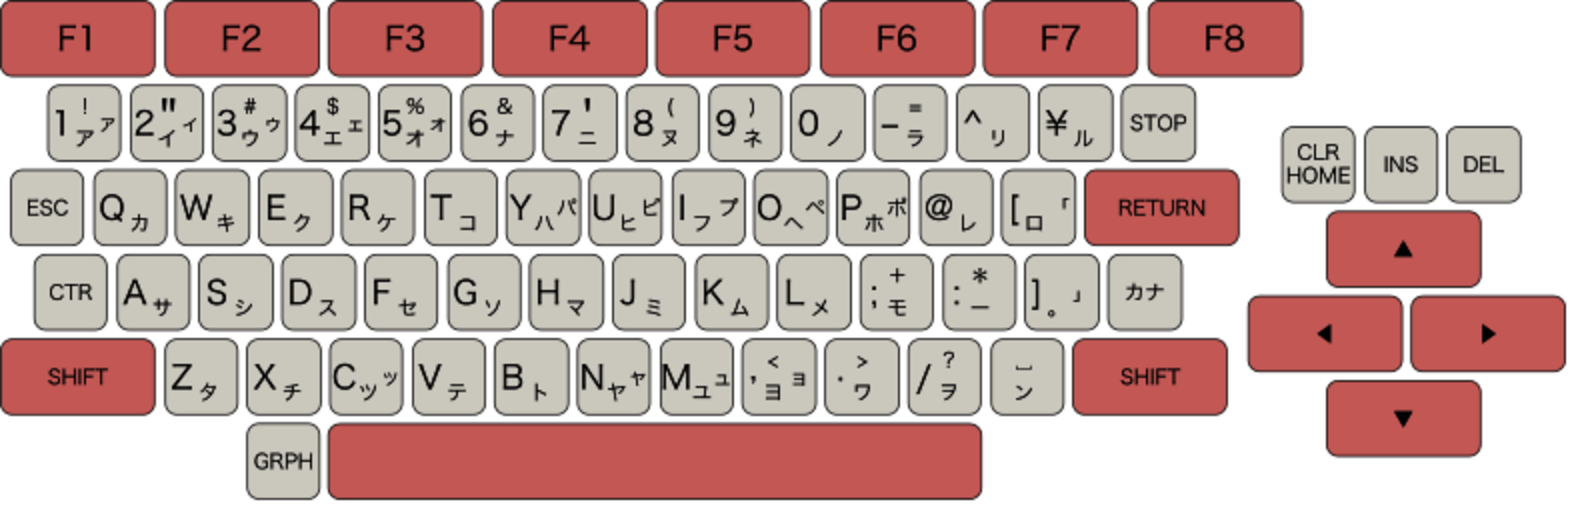 F1 F2 F3 F4 F5 F6 F7 F8
1 ! ア ァ 2 " イ ィ 3 # ウ ゥ 4 $ エ ェ 5 % オ ォ 6 & ナ 7 ' ニ 8 ( ヌ 9 ) ネ 0 ノ - = ラ ^ リ ¥ ル STOP
CLR HOME INS DEL
ESC Q カ W キ E ク R ケ T コ Y ハ パ U ヒ ピ I フ プ O ヘ ペ P ホ ポ @ レ [ ロ 「 RETURN
▲
CTR A サ S シ D ス F セ G ソ H マ J ミ K ム L メ ; + モ : * ー ] 。 」 カナ
◀ ▶
SHIFT Z タ X チ C ツ ッ V テ B ト N ヤ ャ M ユ ュ , < ヨ ョ . > ワ / ? ヲ ⎵ ン SHIFT
▼
GRPH